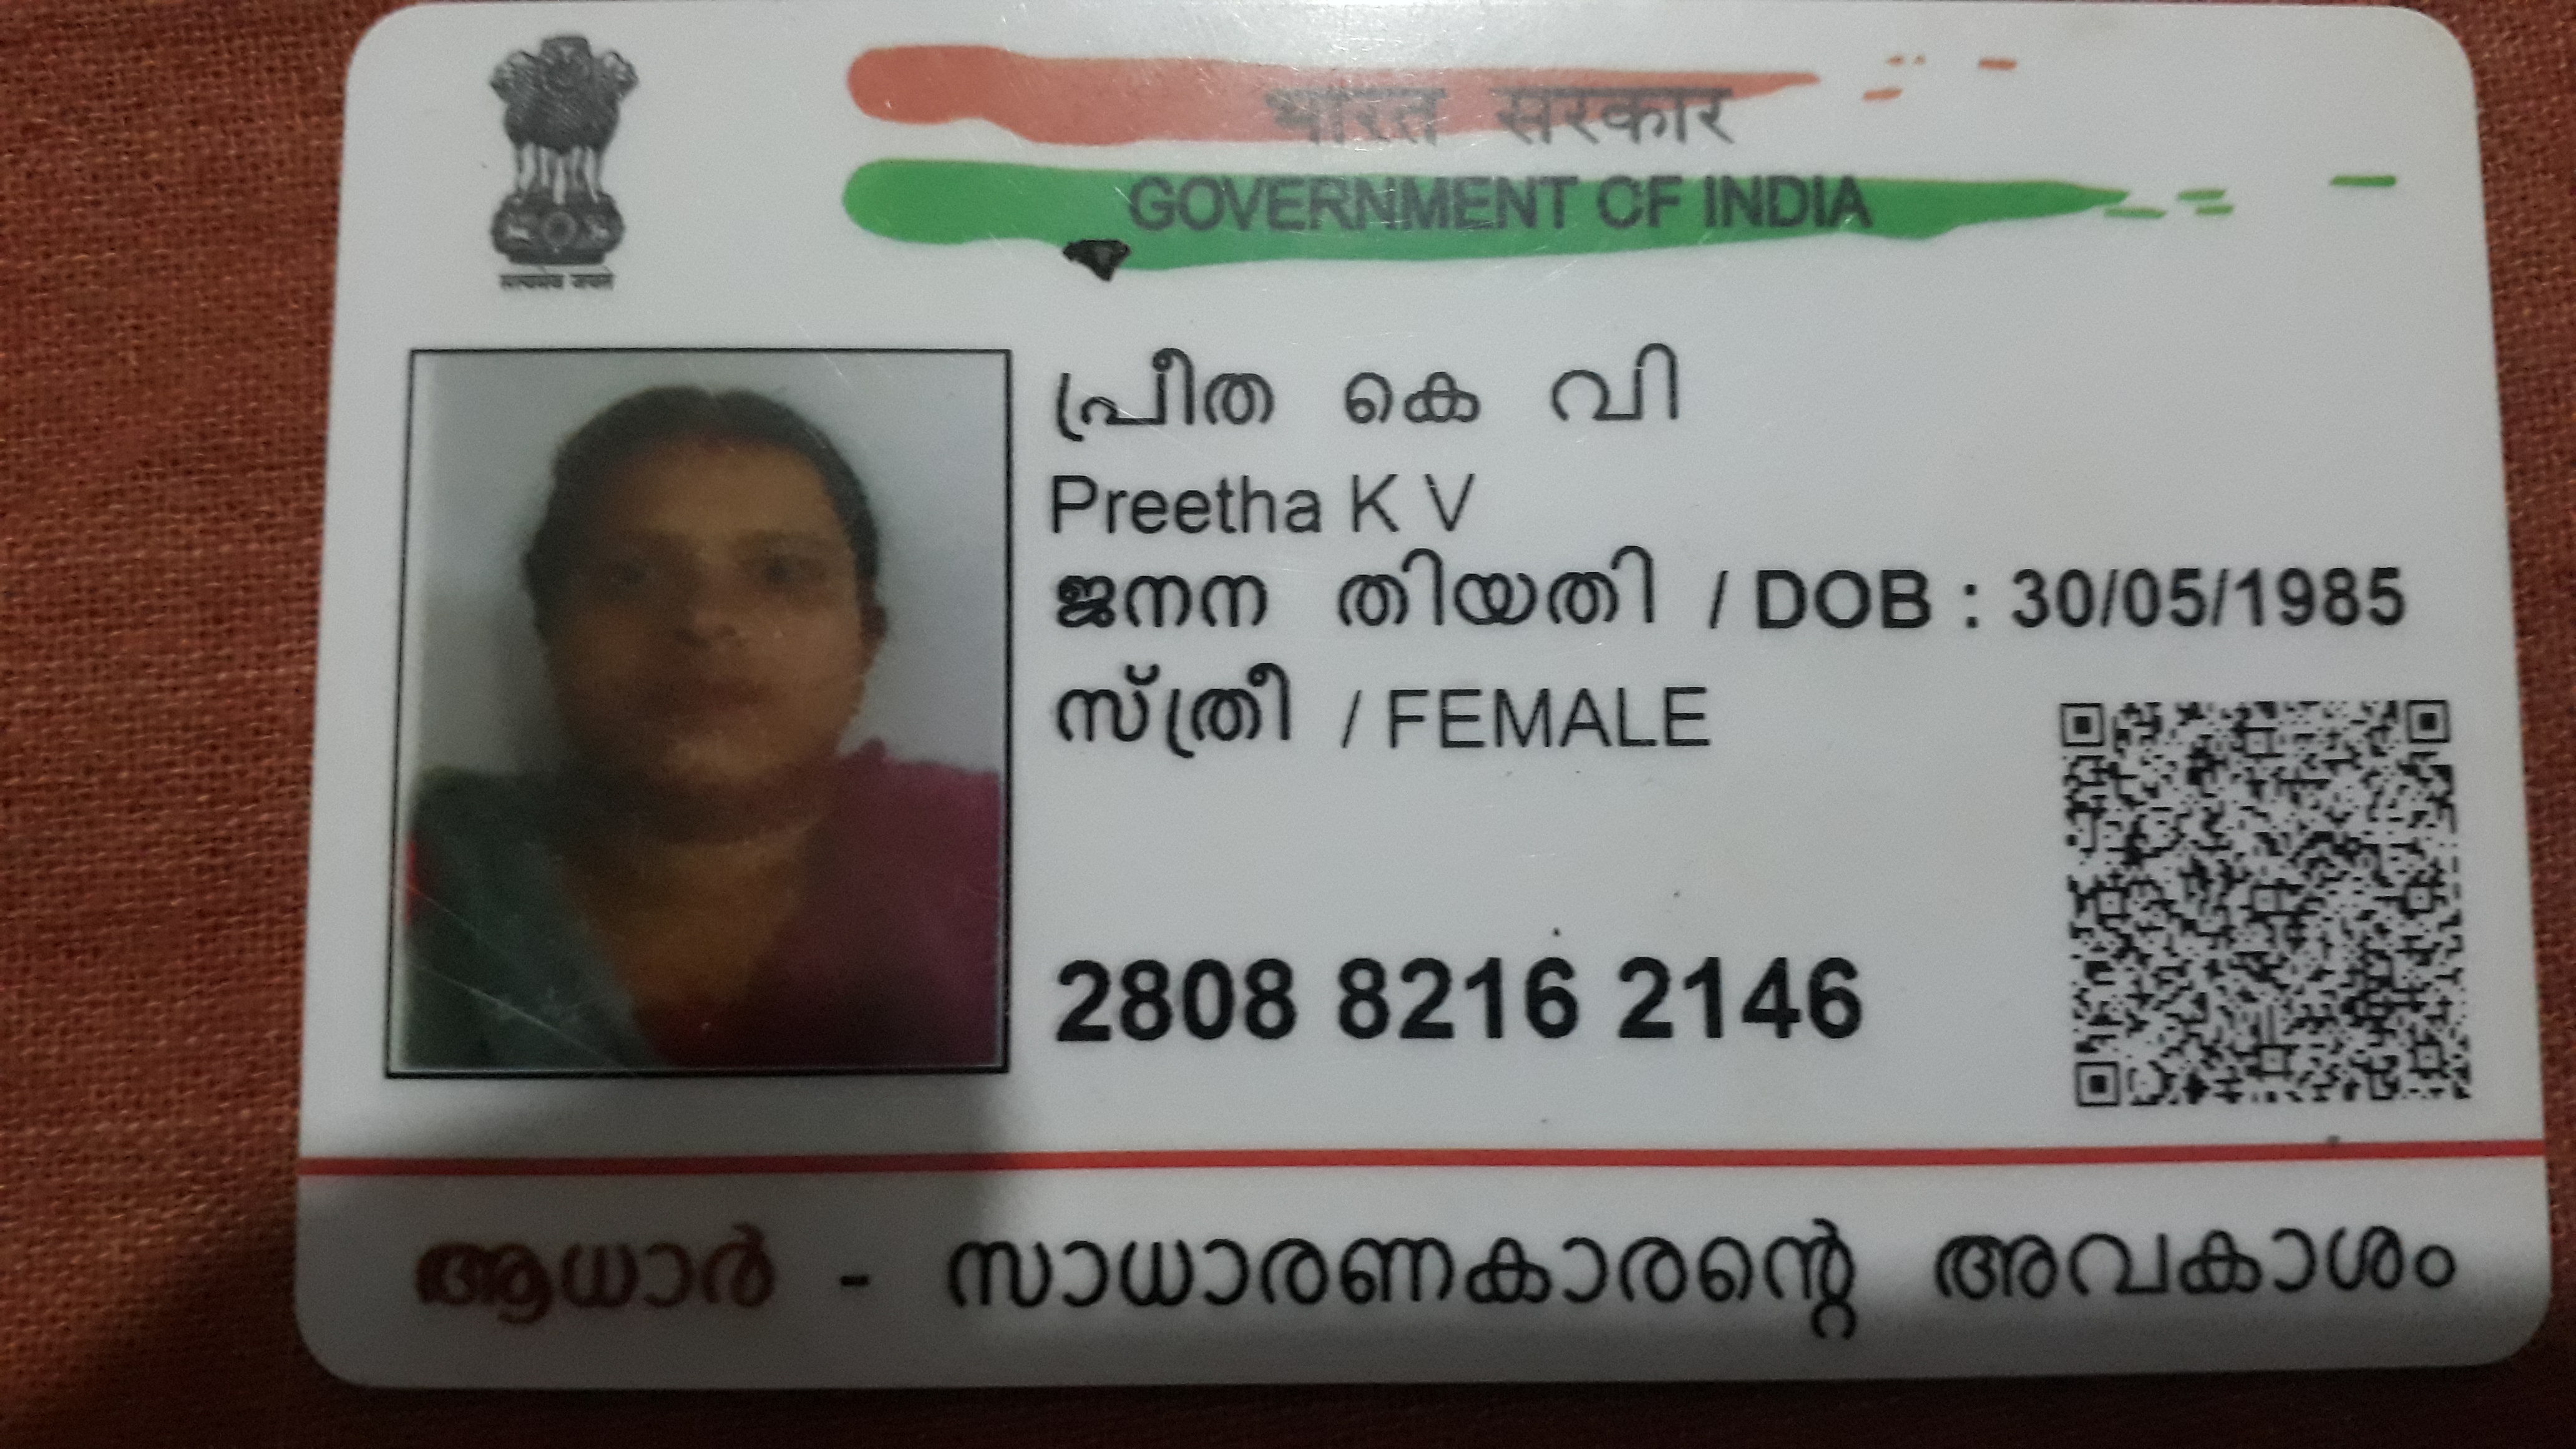 सत्यमेव जयते
भारत सरकार
GOVERNMENT OF INDIA
പ്രീത കെ വി
Preetha K V
ജനന തിയതി / DOB : 30/05/1985
സ്ത്രീ / FEMALE
2808 8216 2146
ആധാർ - സാധാരണകാരന്റെ അവകാശം